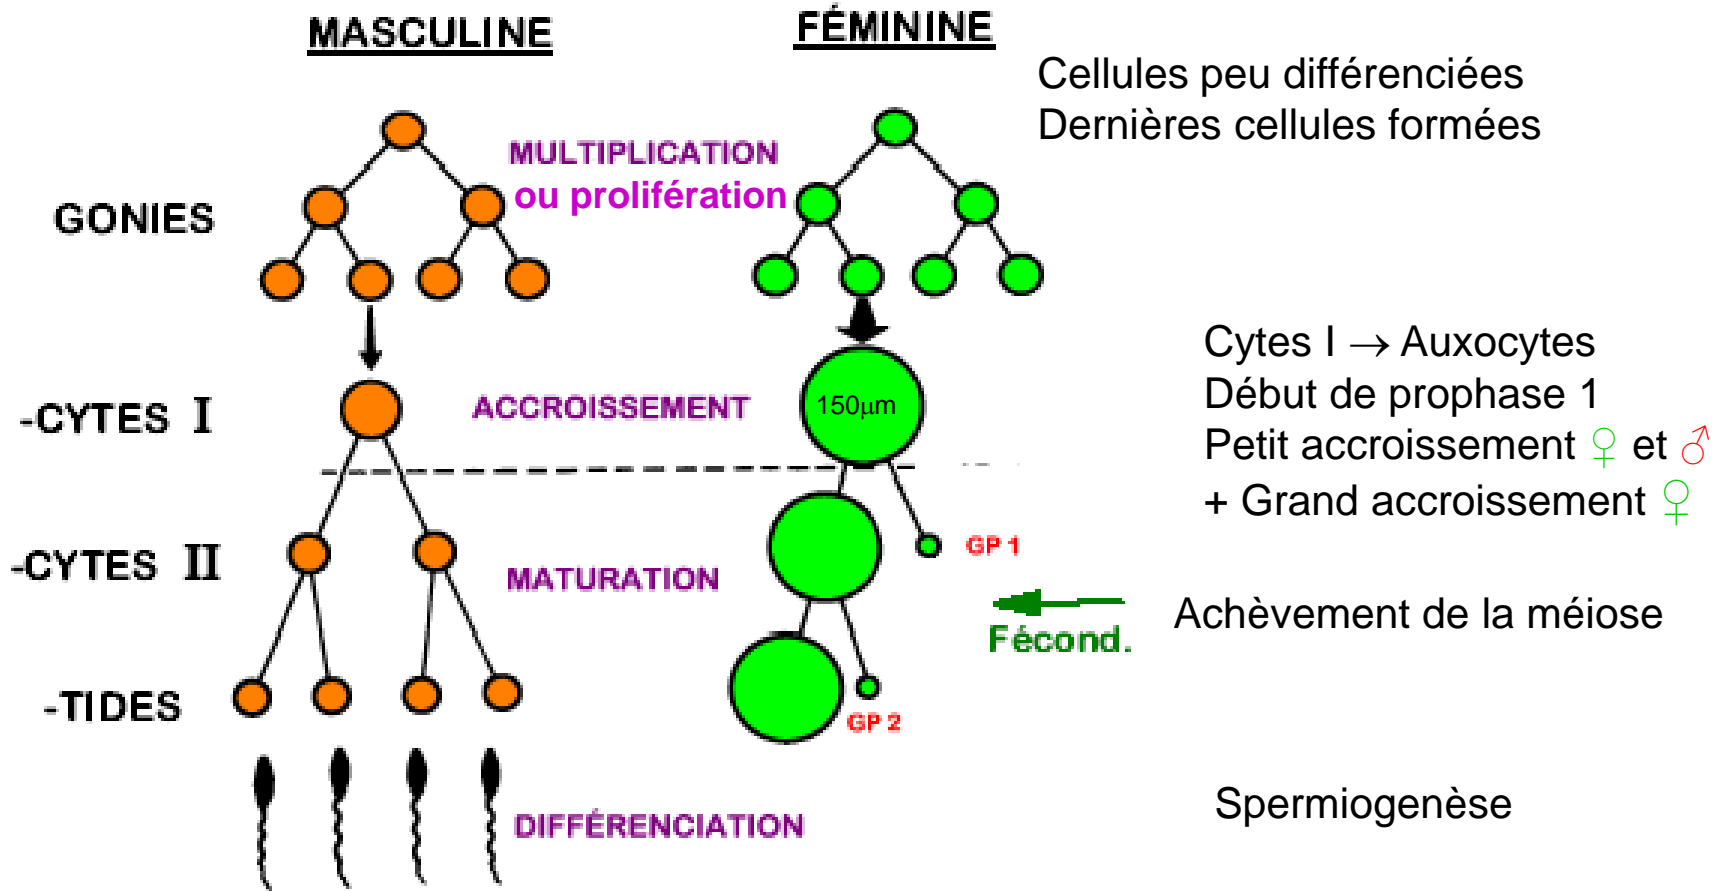 MASCULINE
FÉMININE
Cellules peu différenciées
Dernières cellules formées
MULTIPLICATION
ou prolifération
GONIES
Cytes I → Auxocytes
Début de prophase 1
Petit accroissement ♀ et ♂
+ Grand accroissement ♀
-CYTES I
ACCROISSEMENT
150µm
-CYTES II
MATURATION
GP 1
Fécond.
Achèvement de la méiose
-TIDES
GP 2
DIFFÉRENCIATION
Spermiogenèse